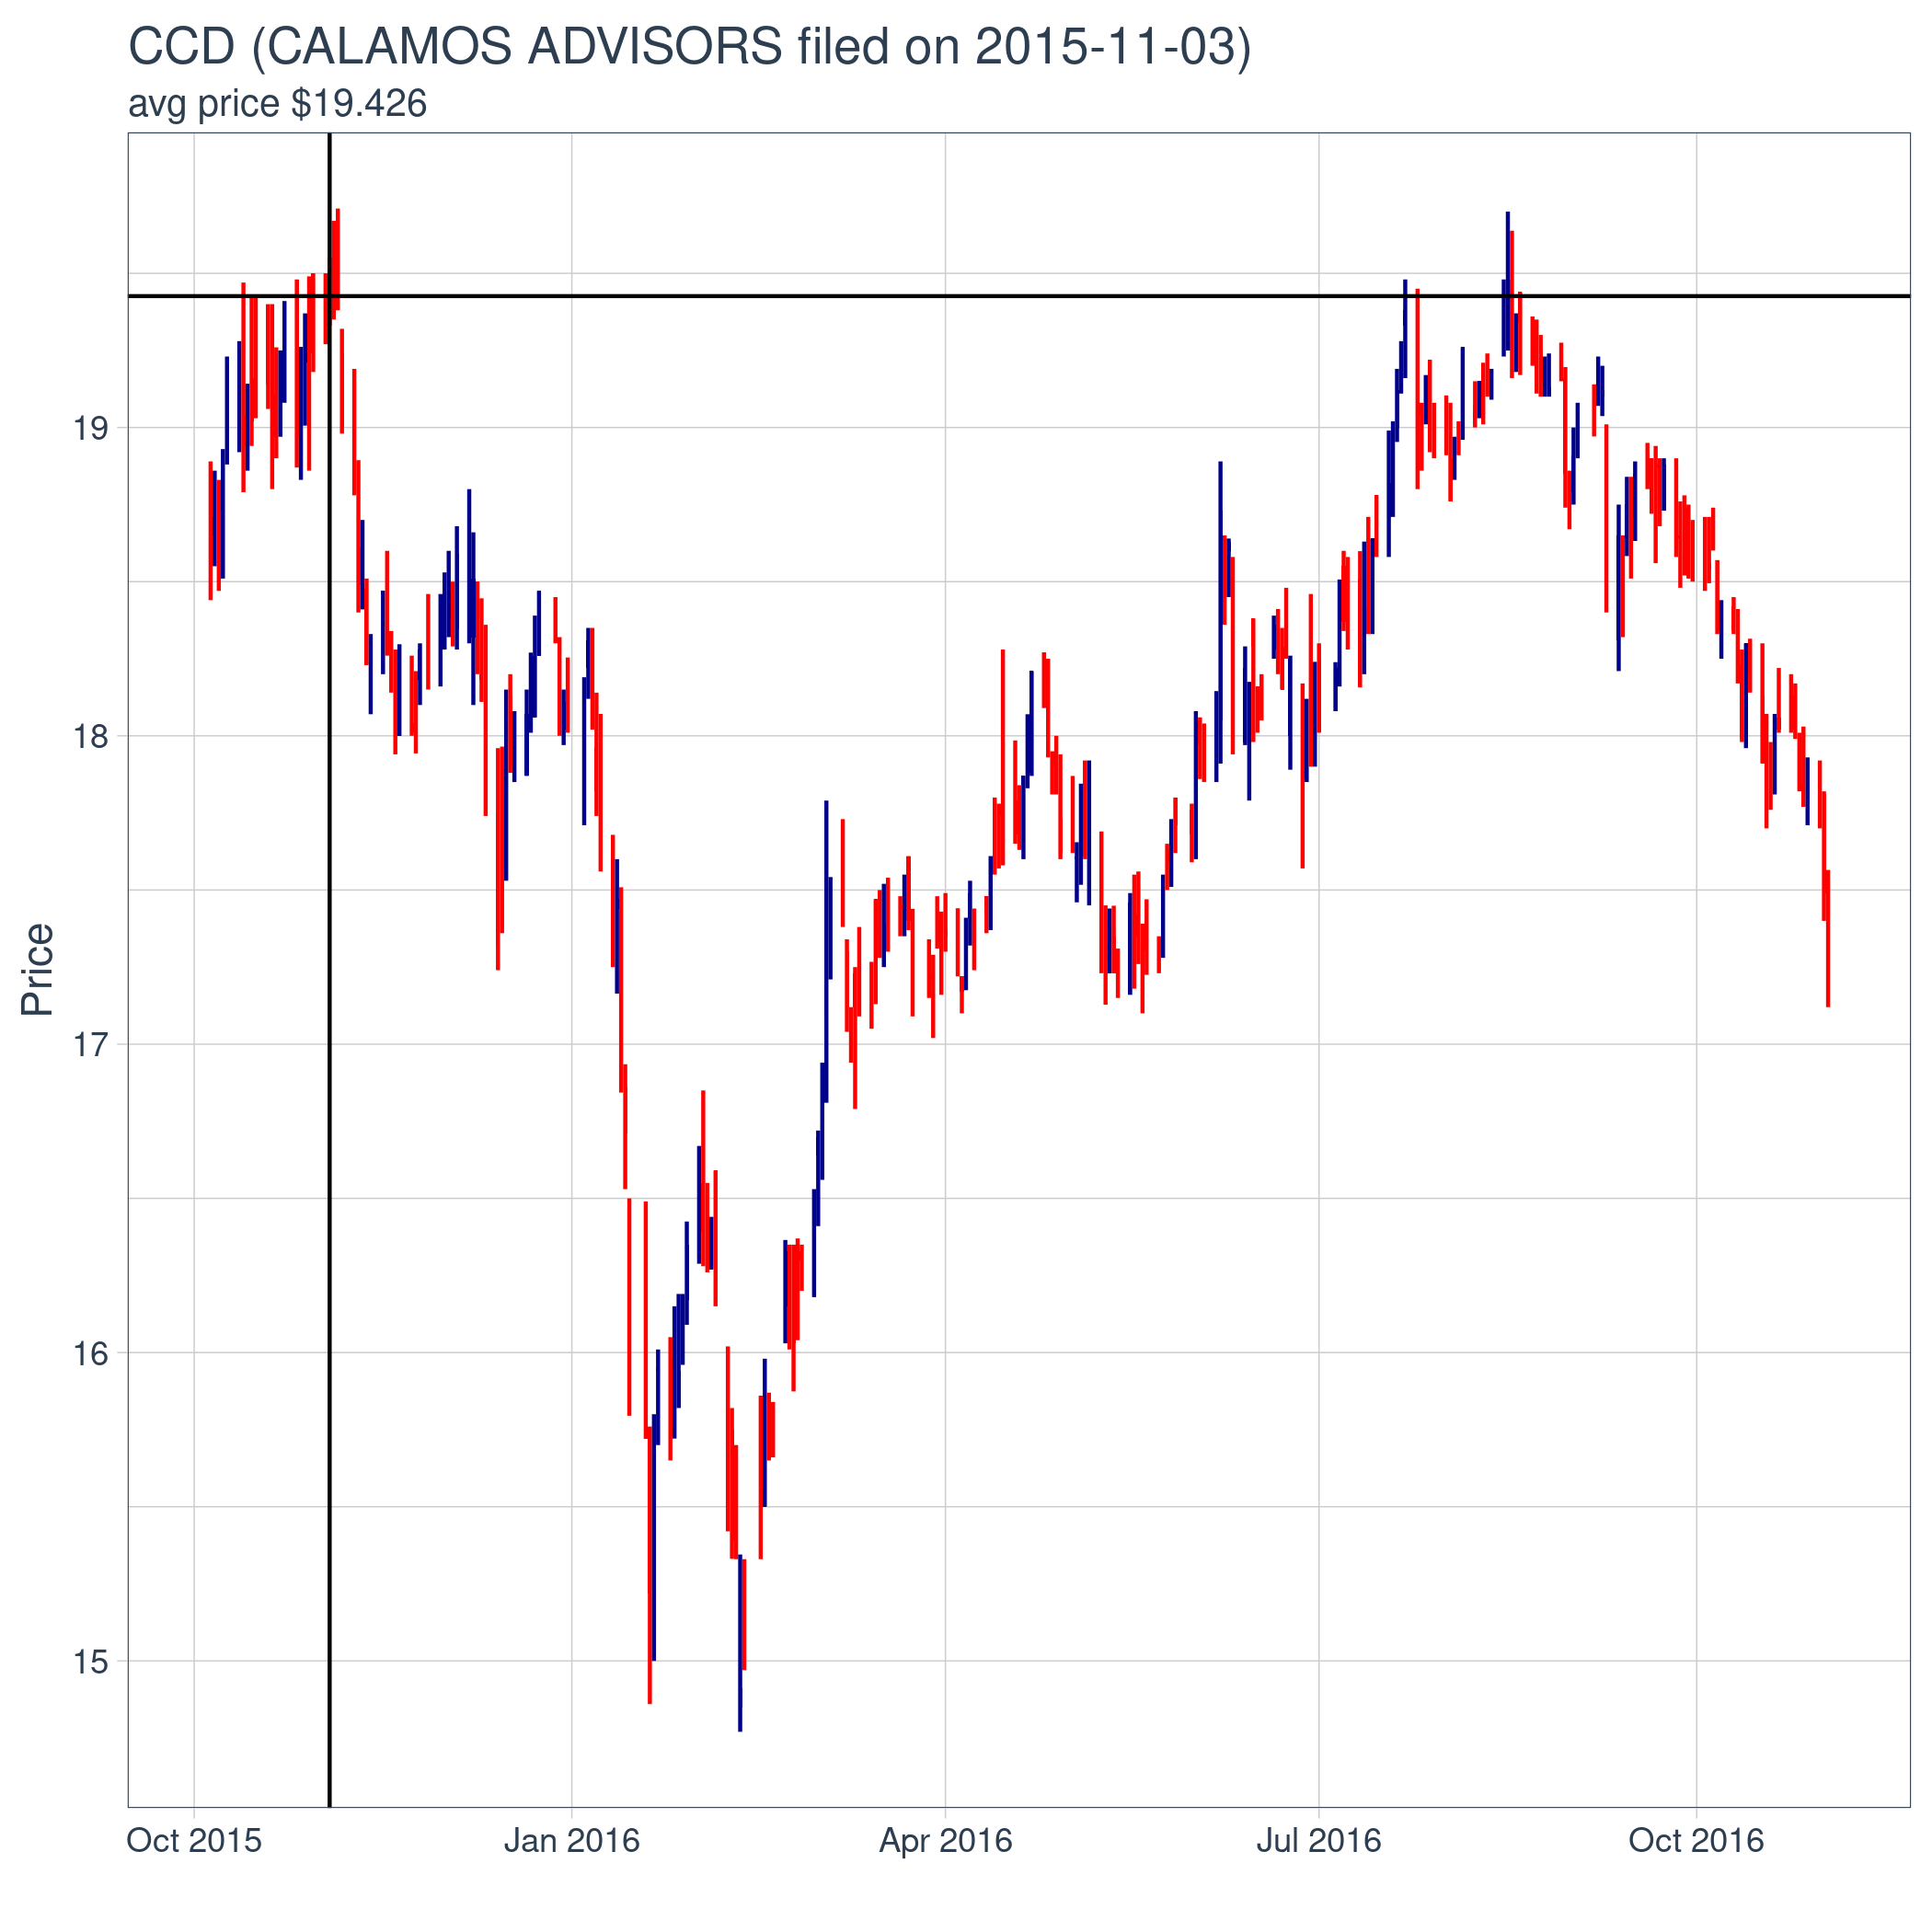 CCD (CALAMOS ADVISORS filed on 2015-11-03)
avg price $19.426
Price
19
18
17
16
15
Oct 2015
Jan 2016
Apr 2016
Jul 2016
Oct 2016